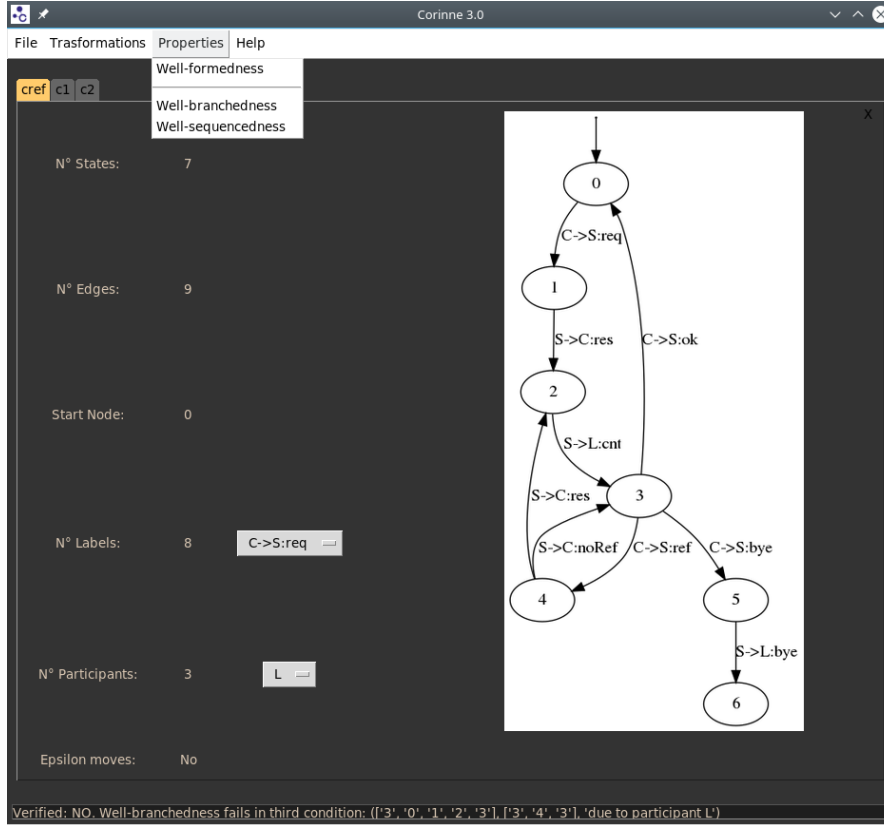 Corinne 3.0
File Trasformations Properties Help
Well-formedness
Well-branchedness
Well-sequencedness
cref c1 c2
X
N° States: 7
N° Edges: 9
Start Node: 0
N° Labels: 8 C->S:req
N° Participants: 3 L
Epsilon moves: No
0
C->S:req
1
S->C:res C->S:ok
2
S->L:cnt
S->C:res 3
S->C:noRef C->S:ref C->S:bye
4 5
S->L:bye
6
Verified: NO. Well-branchedness fails in third condition: (['3', '0', '1', '2', '3'], ['3', '4', '3'], 'due to participant L')